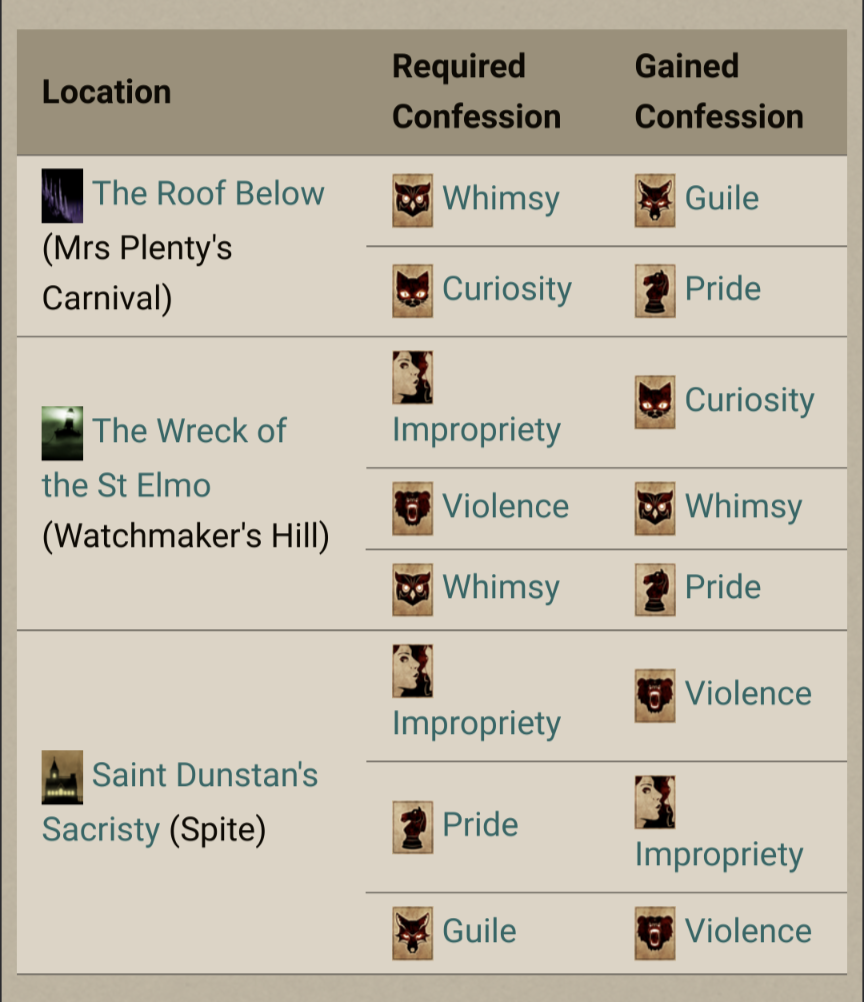 Location
Required
Confession
Gained
Confession
The Roof Below
(Mrs Plenty's
Carnival)
Whimsy
Guile
Curiosity
Pride
The Wreck of
the St Elmo
(Watchmaker's Hill)
Impropriety
Curiosity
Violence
Whimsy
Whimsy
Pride
Saint Dunstan's
Sacristy (Spite)
Impropriety
Violence
Pride
Impropriety
Guile
Violence